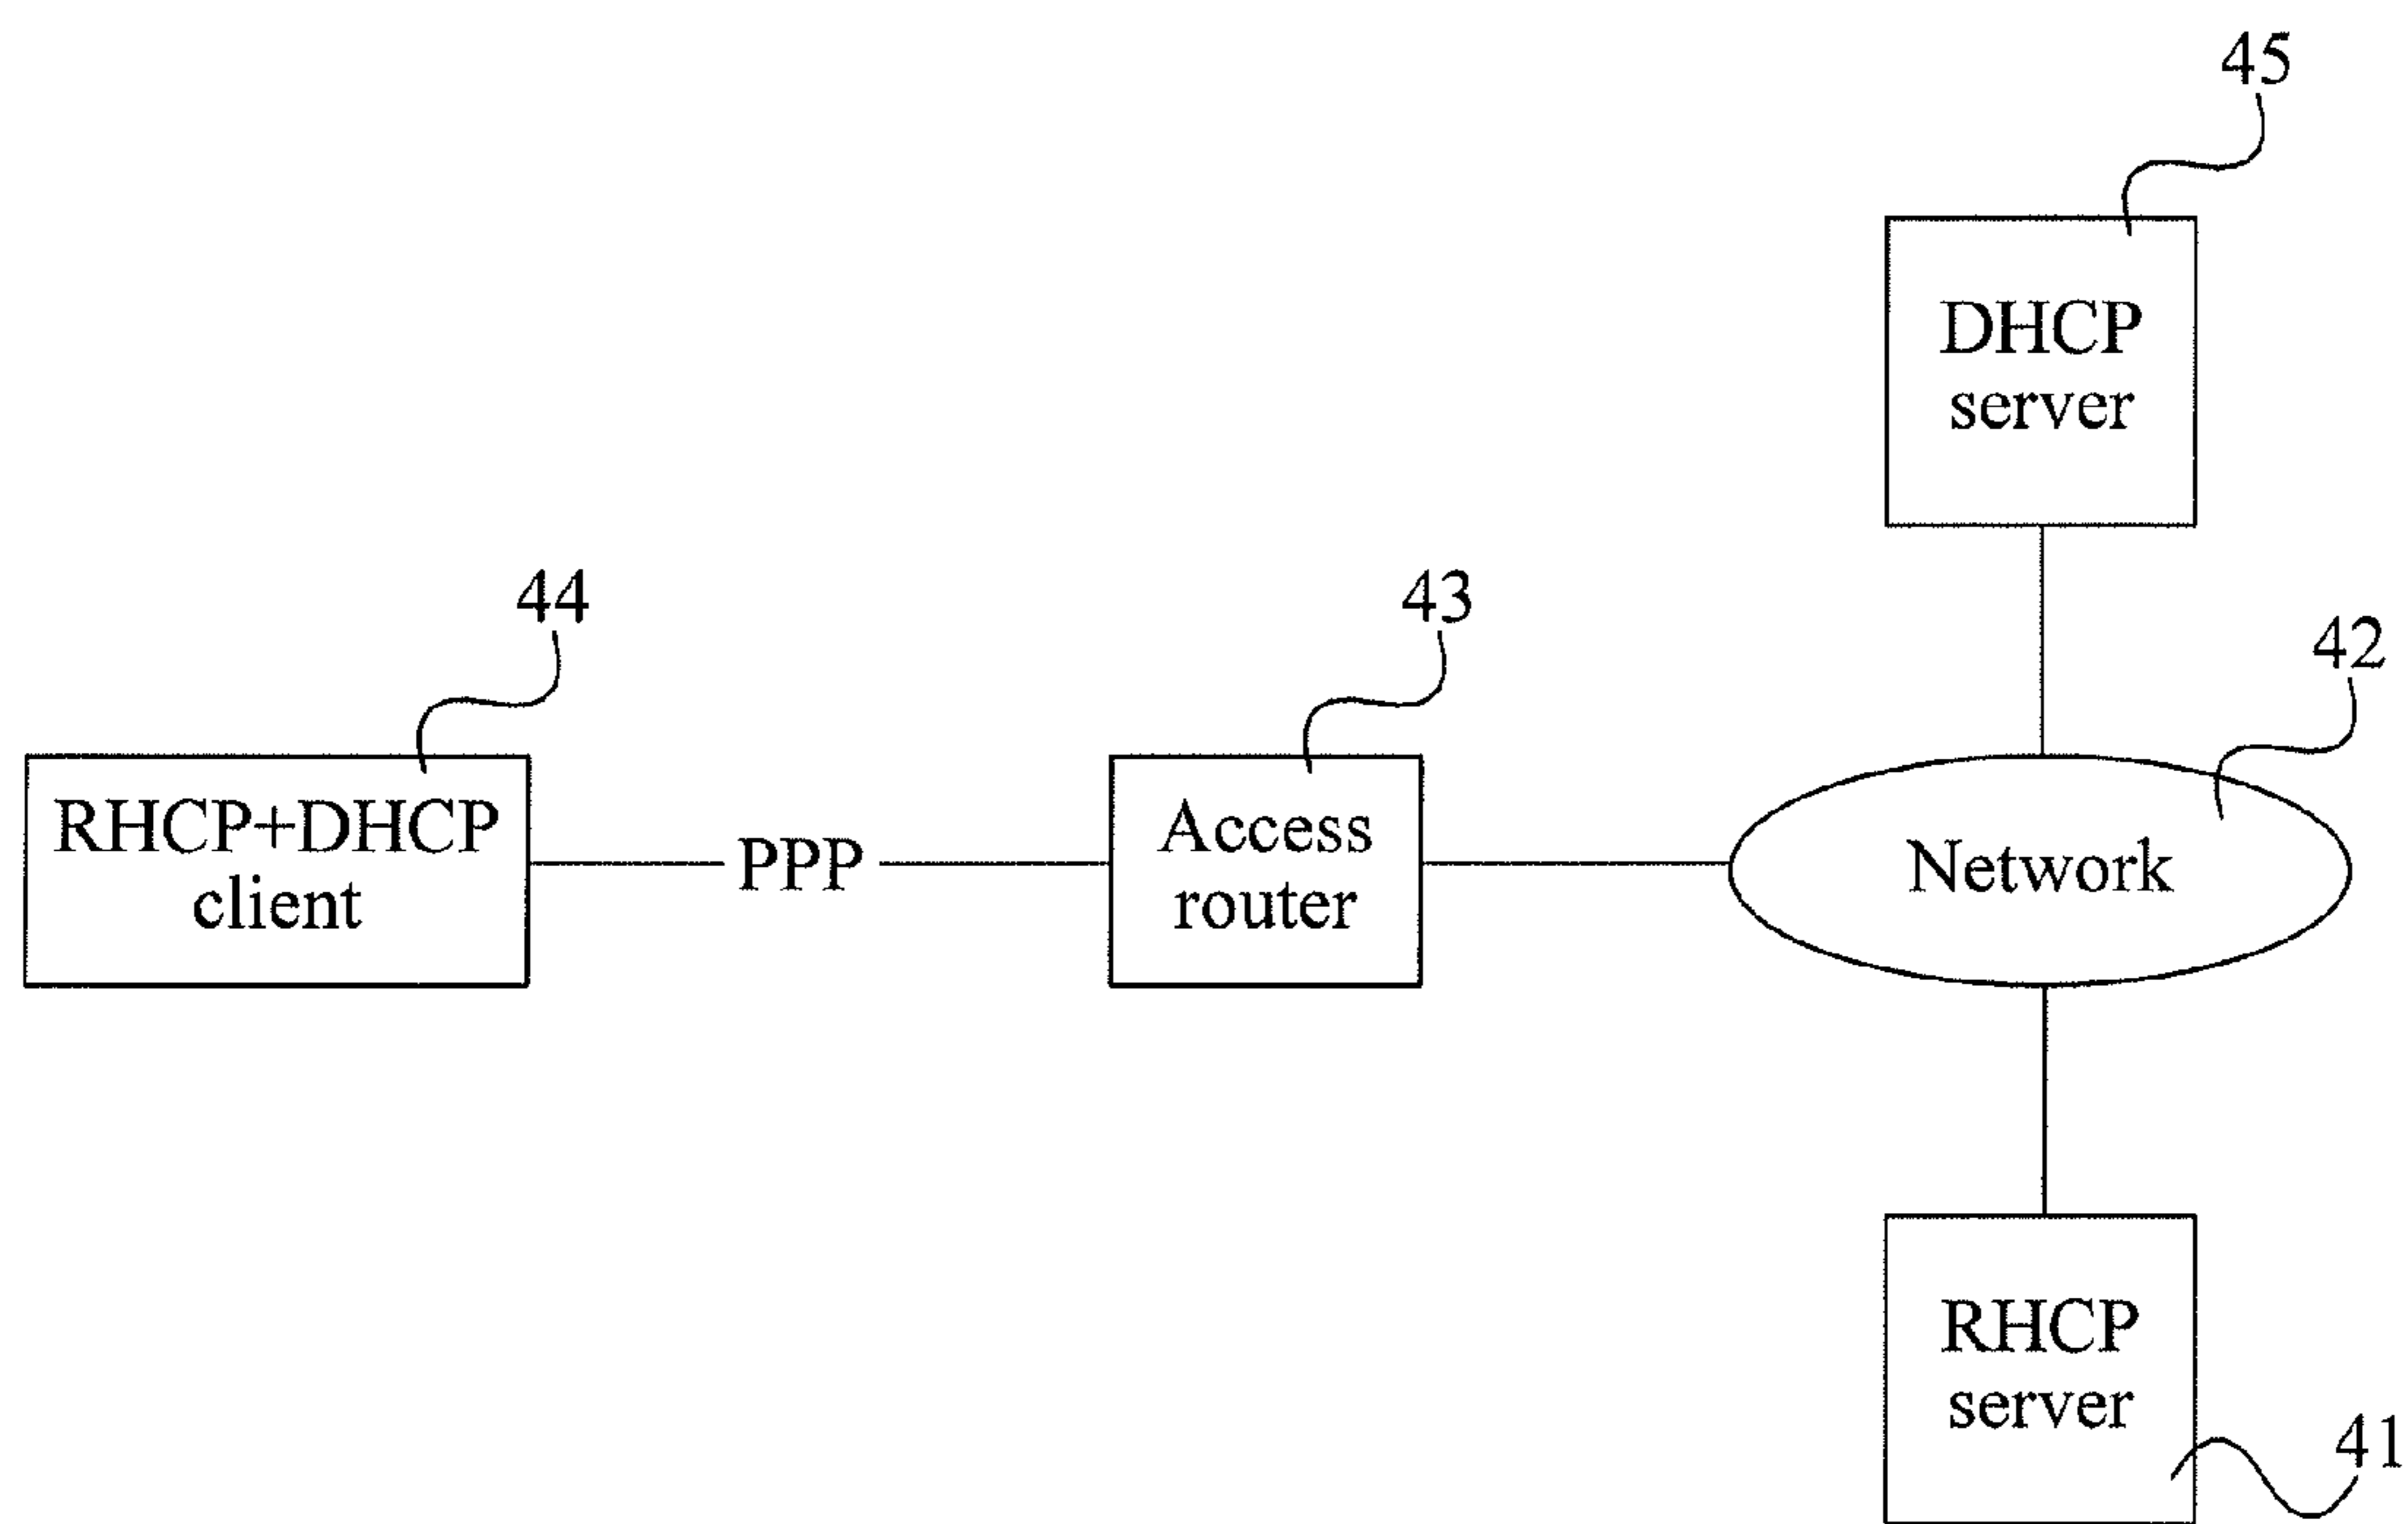 45
DHCP
server
44
43
42
RHCP+DHCP
client
PPP
Access
router
Network
RHCP
server
41